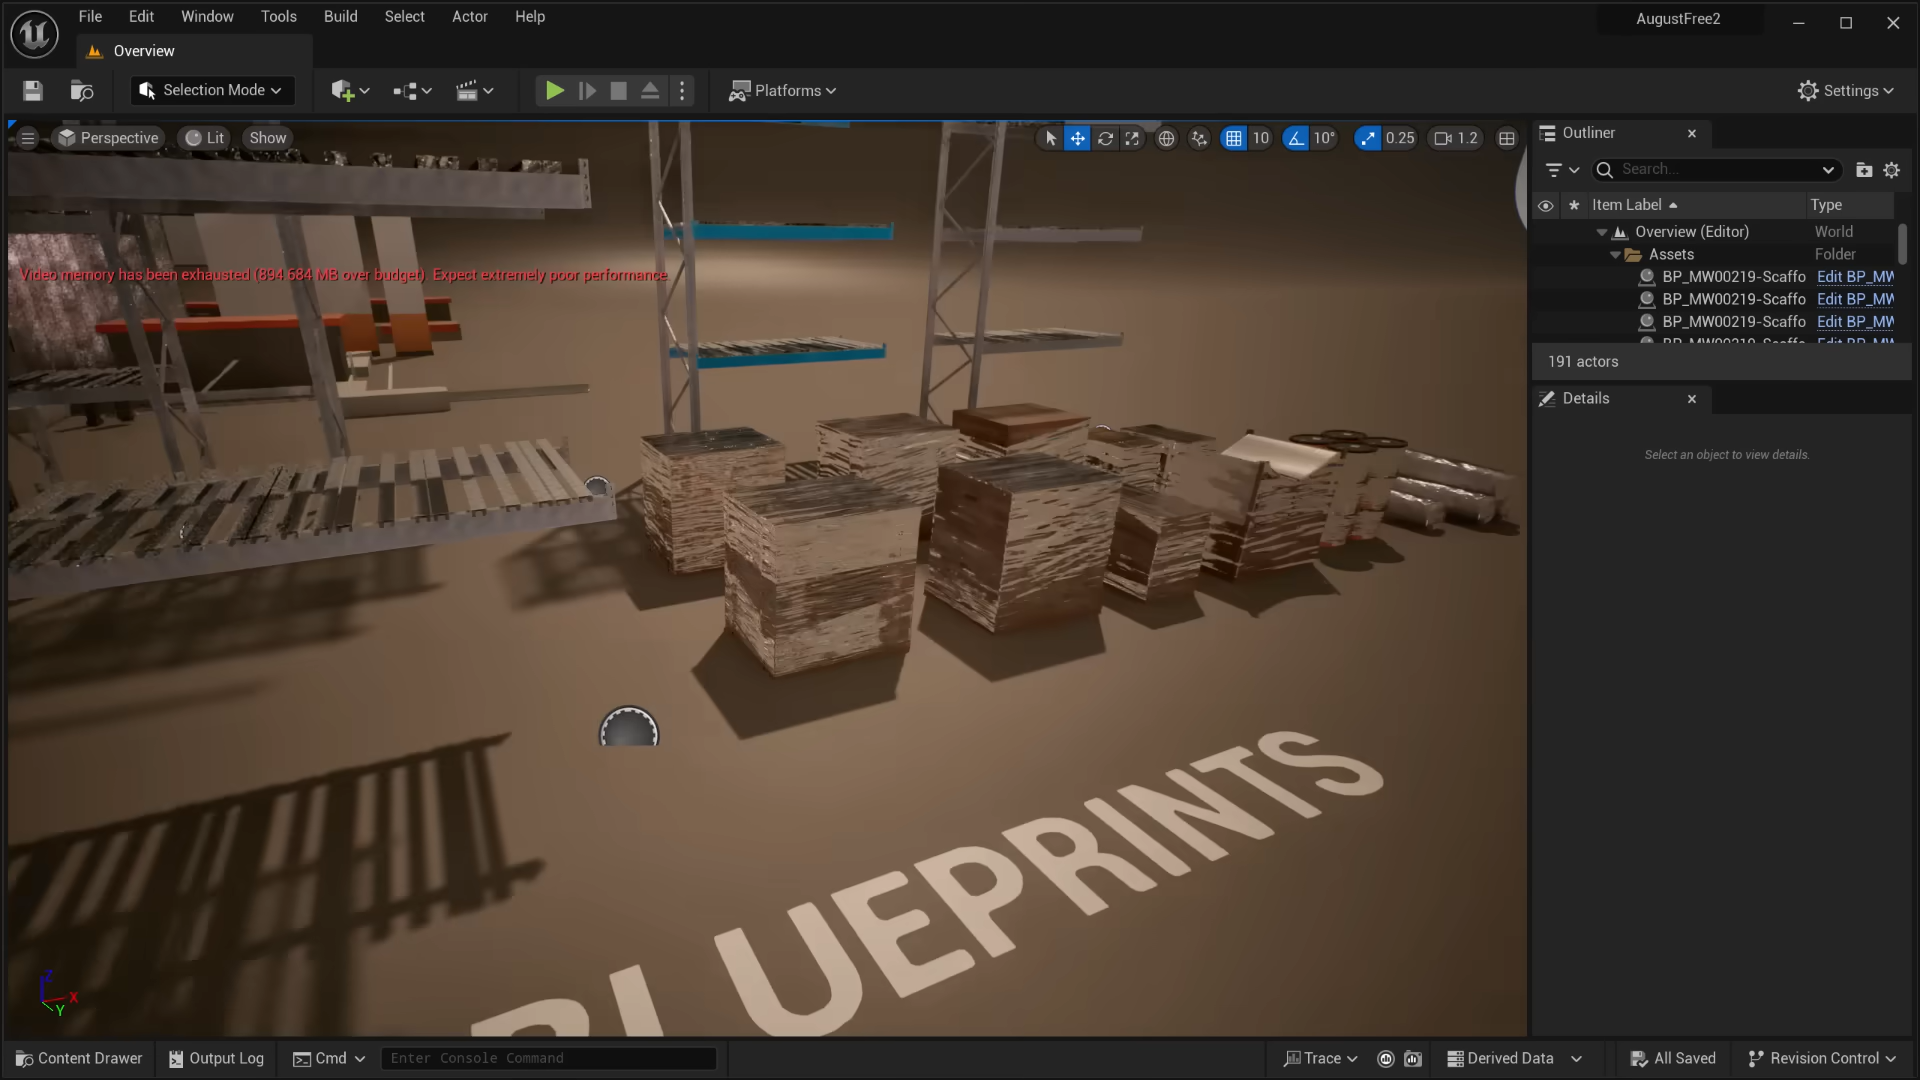 File Edit Window Tools Build Select Actor Help
AugustFree2
Overview
Selection Mode
Platforms
Settings
Perspective Lit Show
10 10° 0.25 1.2
Video memory has been exhausted (894.684 MB over budget). Expect extremely poor performance.
BLUEPRINTS
Z
X
Y
Outliner
Search...
Item Label Type
Overview (Editor) World
Assets Folder
BP_MW00219-Scaffo Edit BP_MW
BP_MW00219-Scaffo Edit BP_MW
BP_MW00219-Scaffo Edit BP_MW
BP_MW00219-Scaffo Edit BP_MW
191 actors
Details
Select an object to view details.
Content Drawer Output Log Cmd Enter Console Command Trace Derived Data All Saved Revision Control